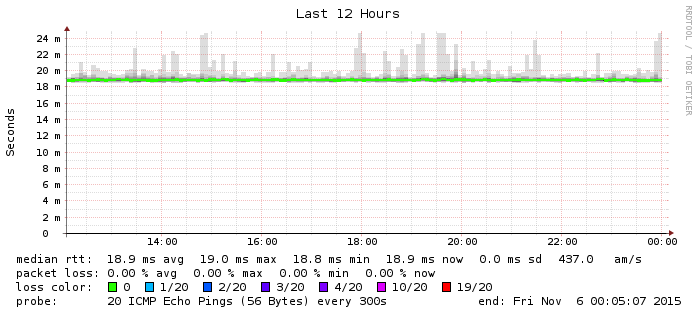 Last 12 Hours
RRDTOOL / TOBI OETIKER
Seconds
24 m
22 m
20 m
18 m
16 m
14 m
12 m
10 m
8 m
6 m
4 m
2 m
0
14:00 16:00 18:00 20:00 22:00 00:00
median rtt: 18.9 ms avg 19.0 ms max 18.8 ms min 18.9 ms now 0.0 ms sd 437.0 am/s
packet loss: 0.00 % avg 0.00 % max 0.00 % min 0.00 % now
loss color: 0 1/20 2/20 3/20 4/20 10/20 19/20
probe: 20 ICMP Echo Pings (56 Bytes) every 300s end: Fri Nov 6 00:05:07 2015